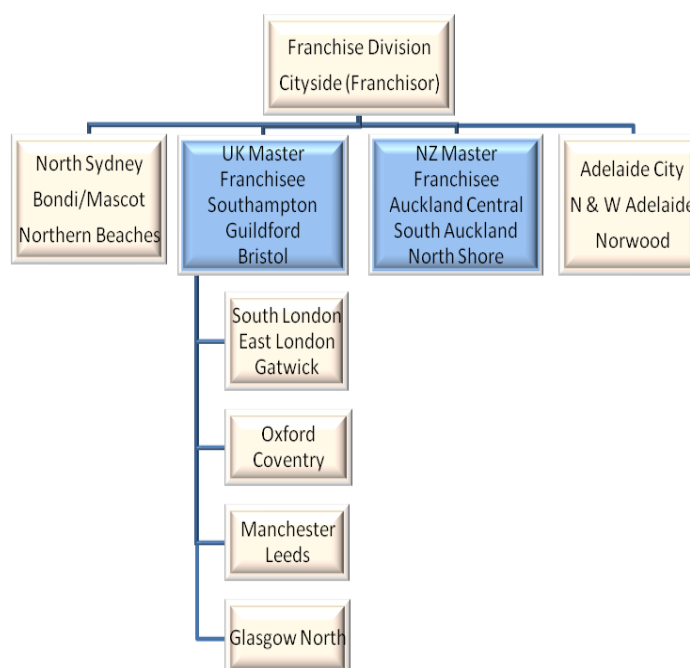 Franchise Division
Cityside (Franchisor)
North Sydney
Bondi/Mascot
Northern Beaches
UK Master
Franchisee
Southampton
Guildford
Bristol
NZ Master
Franchisee
Auckland Central
South Auckland
North Shore
Adelaide City
N & W Adelaide
Norwood
South London
East London
Gatwick
Oxford
Coventry
Manchester
Leeds
Glasgow North